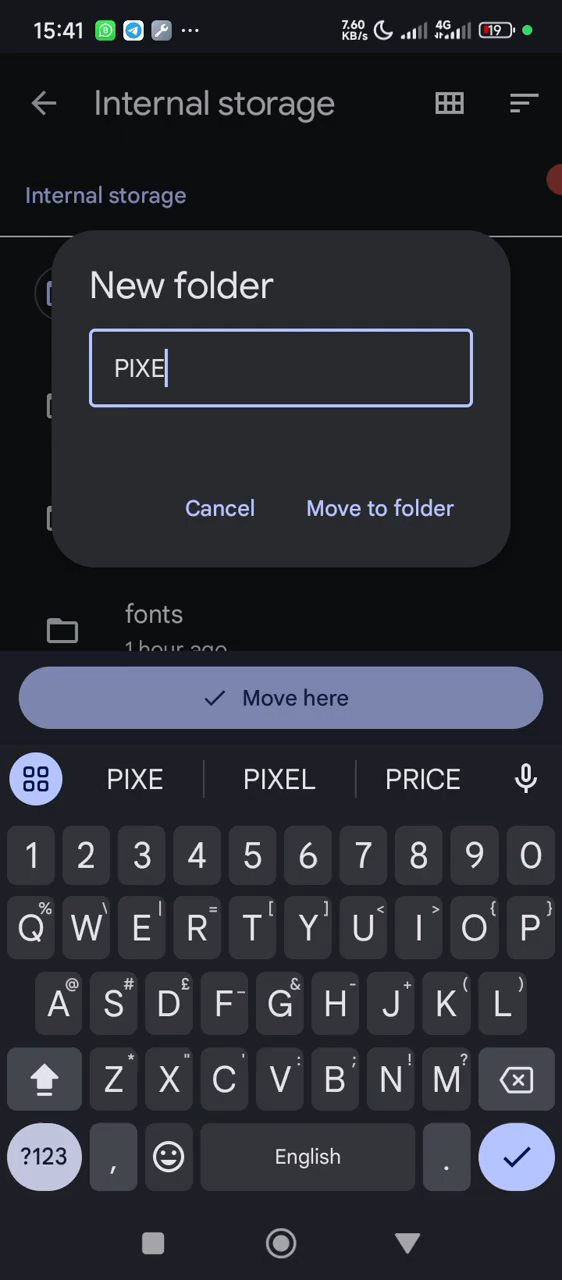 15:41 ··· 7.60 KB/s 4G 19
Internal storage
Internal storage
New folder
PIXE
Cancel Move to folder
fonts
1 hour ago
Move here
PIXE PIXEL PRICE
1 2 3 4 5 6 7 8 9 0
Q% W\ E| R= T[ Y] U< I> O{ P}
A@ S# D£ F_ G& H- J+ K( L)
Z* X" C' V: B; N! M?
?123 , English .